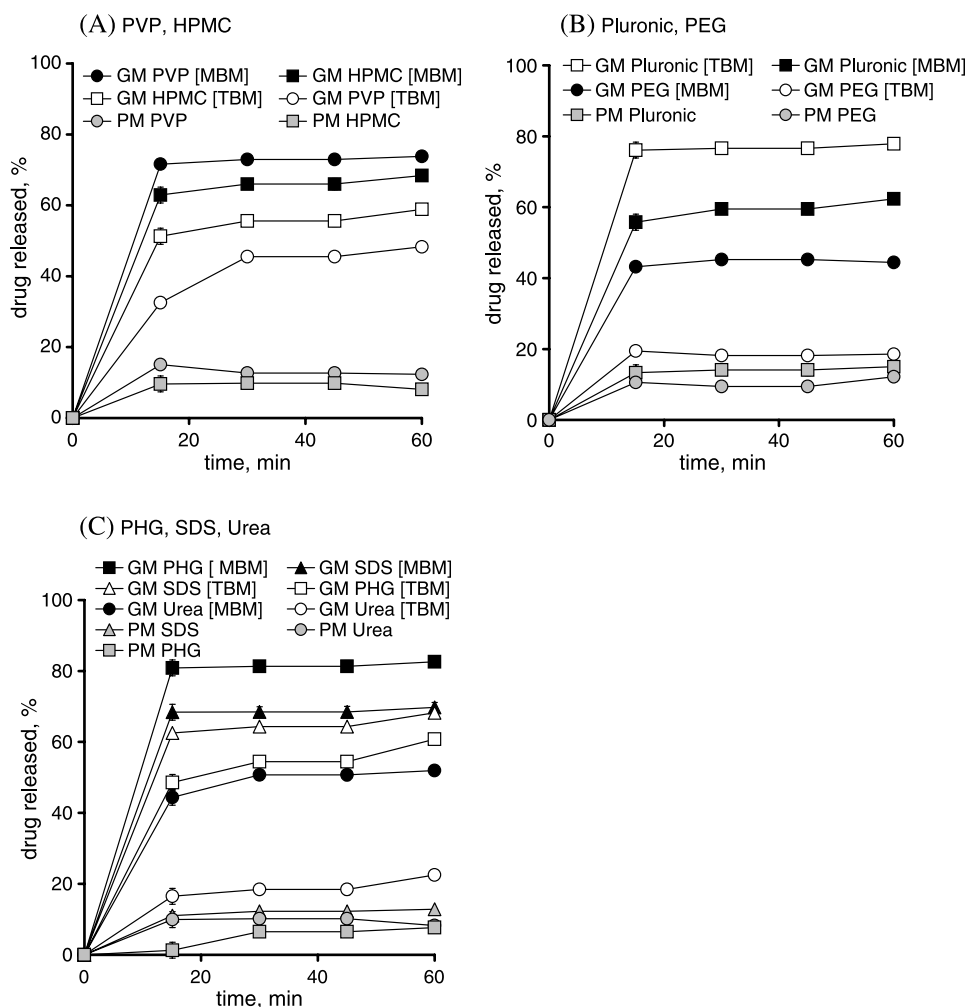 (A) PVP, HPMC
GM PVP [MBM] GM HPMC [MBM]
GM HPMC [TBM] GM PVP [TBM]
PM PVP PM HPMC
100
80
60
40
20
0
drug released, %
0 20 40 60
time, min
(B) Pluronic, PEG
GM Pluronic [TBM] GM Pluronic [MBM]
GM PEG [MBM] GM PEG [TBM]
PM Pluronic PM PEG
100
80
60
40
20
0
drug released, %
0 20 40 60
time, min
(C) PHG, SDS, Urea
GM PHG [ MBM] GM SDS [MBM]
GM SDS [TBM] GM PHG [TBM]
GM Urea [MBM] GM Urea [TBM]
PM SDS PM Urea
PM PHG
100
80
60
40
20
0
drug released, %
0 20 40 60
time, min